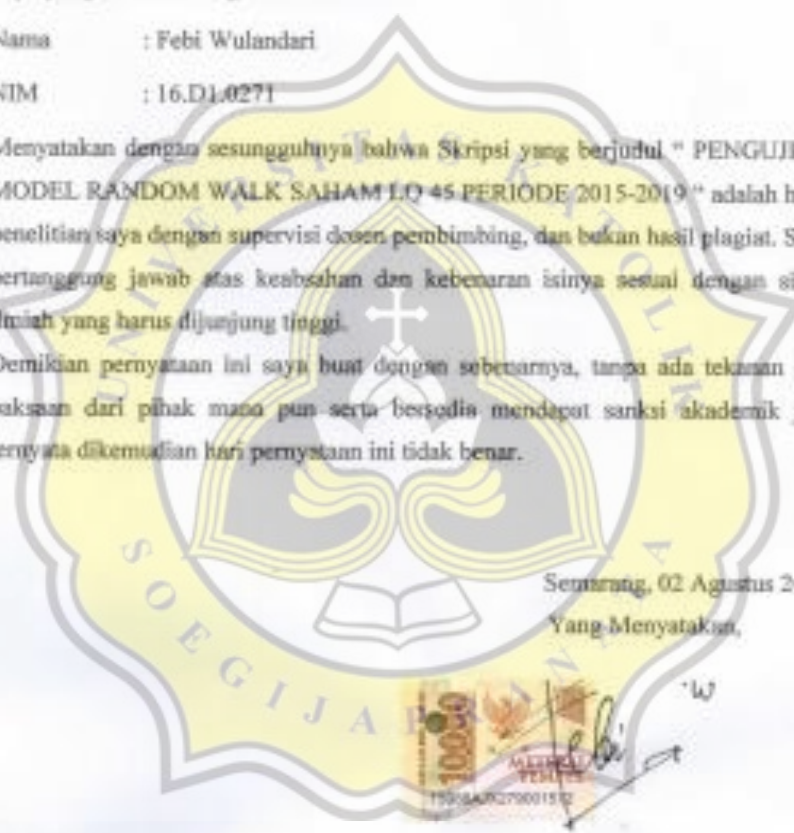 Nama : Febi Wulandari
NIM : 16.D1.0271
Menyatakan dengan sesungguhnya bahwa Skripsi yang berjudul " PENGUJI
MODEL RANDOM WALK SAHAM LQ 45 PERIODE 2015-2019 " adalah h
penelitian saya dengan supervisi dosen pembimbing, dan bukan hasil plagiat. S
bertanggung jawab atas keabsahan dan kebenaran isinya sesuai dengan si
ilmiah yang harus dijunjung tinggi.
Demikian pernyataan ini saya buat dengan sebenarnya, tanpa ada tekanan
paksaan dari pihak mana pun serta bersedia mendapat sanksi akademik j
ternyata dikemudian hari pernyataan ini tidak benar.
UNIVERSITAS KATOLIK
SOEGIJAPRANATA
Semarang, 02 Agustus 2
Yang Menyatakan,
10000
METERAI
TEMPEL
Febi W